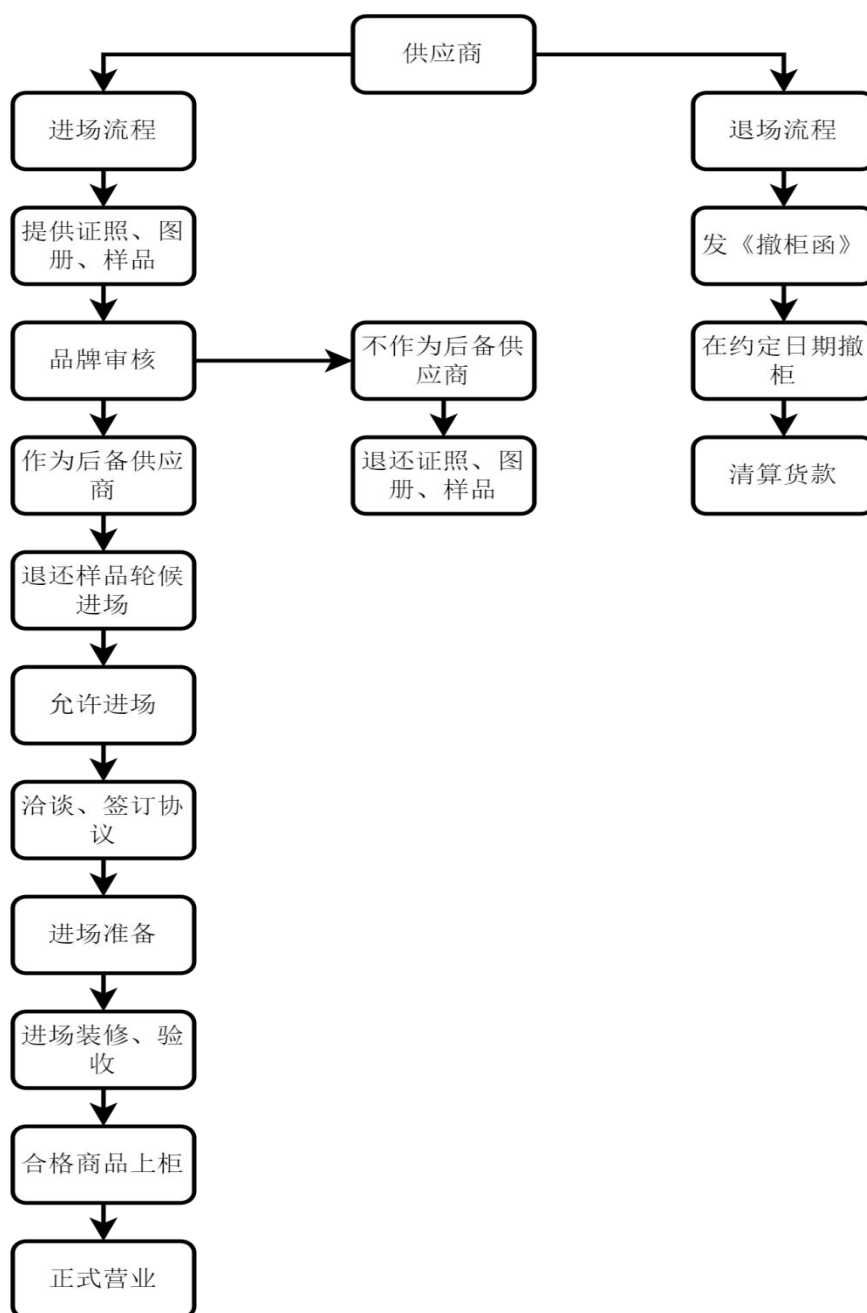 供应商
进场流程
退场流程
提供证照、图
册、样品
发《撤柜函》
品牌审核
不作为后备供
应商
在约定日期撤
柜
作为后备供应
商
退还证照、图
册、样品
清算货款
退还样品轮候
进场
允许进场
洽谈、签订协
议
进场准备
进场装修、验
收
合格商品上柜
正式营业